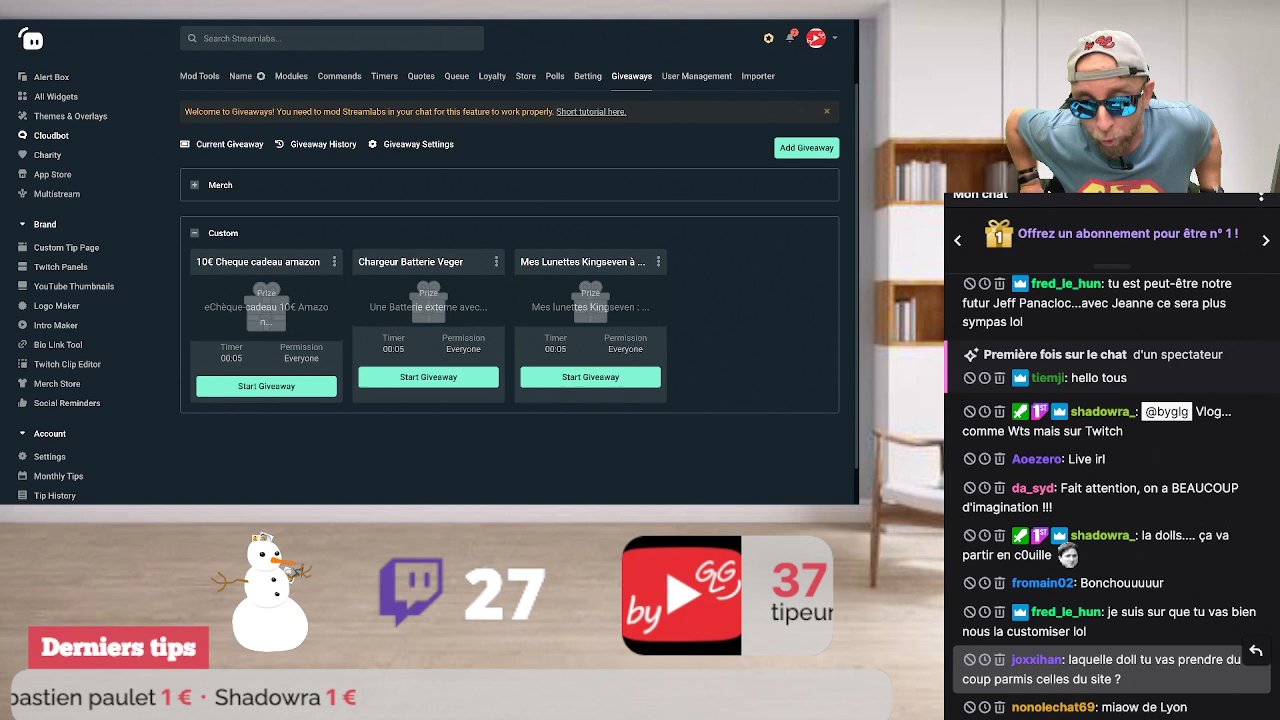 Search Streamlabs...
7
Alert Box
All Widgets
Themes & Overlays
Cloudbot
Charity
App Store
Multistream
Brand
Custom Tip Page
Twitch Panels
YouTube Thumbnails
Logo Maker
Intro Maker
Bio Link Tool
Twitch Clip Editor
Merch Store
Social Reminders
Account
Settings
Monthly Tips
Tip History
Mod Tools Name Modules Commands Timers Quotes Queue Loyalty Store Polls Betting Giveaways User Management Importer
Welcome to Giveaways! You need to mod Streamlabs in your chat for this feature to work properly. Short tutorial here.
Current Giveaway Giveaway History Giveaway Settings
Add Giveaway
Merch
Custom
10€ Cheque cadeau amazon
Prize
eChèque cadeau 10€ Amazo
n...
Timer Permission
00:05 Everyone
Start Giveaway
Chargeur Batterie Veger
Prize
Une Batterie externe avec...
Timer Permission
00:05 Everyone
Start Giveaway
Mes Lunettes Kingseven à ...
Prize
Mes lunettes Kingseven : ...
Timer Permission
00:05 Everyone
Start Giveaway
Mon chat
1
Offrez un abonnement pour être n° 1 !
fred_le_hun: tu est peut-être notre
futur Jeff Panacloc...avec Jeanne ce sera plus
sympas lol
Première fois sur le chat d'un spectateur
tiemji: hello tous
1ST shadowra_: @byglg Vlog...
comme Wts mais sur Twitch
Aoezero: Live irl
da_syd: Fait attention, on a BEAUCOUP
d'imagination !!!
1ST shadowra_: la dolls.... ça va
partir en c0uille
fromain02: Bonchouuuuur
fred_le_hun: je suis sur que tu vas bien
nous la customiser lol
joxxihan: laquelle doll tu vas prendre du
coup parmis celles du site ?
nonolechat69: miaow de Lyon
27
by GLG
37
tipeur
Derniers tips
bastien paulet 1 € · Shadowra 1 €